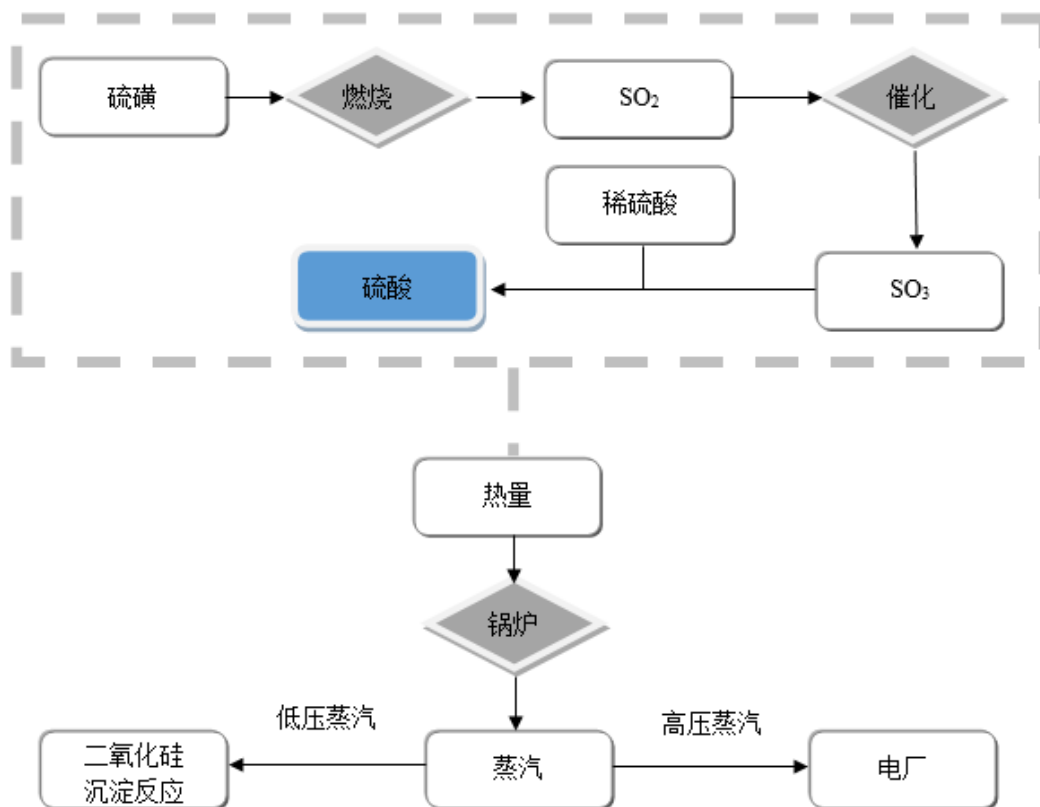 硫磺
燃烧
SO₂
催化
稀硫酸
硫酸
SO₃
热量
锅炉
低压蒸汽
高压蒸汽
二氧化硅
沉淀反应
蒸汽
电厂